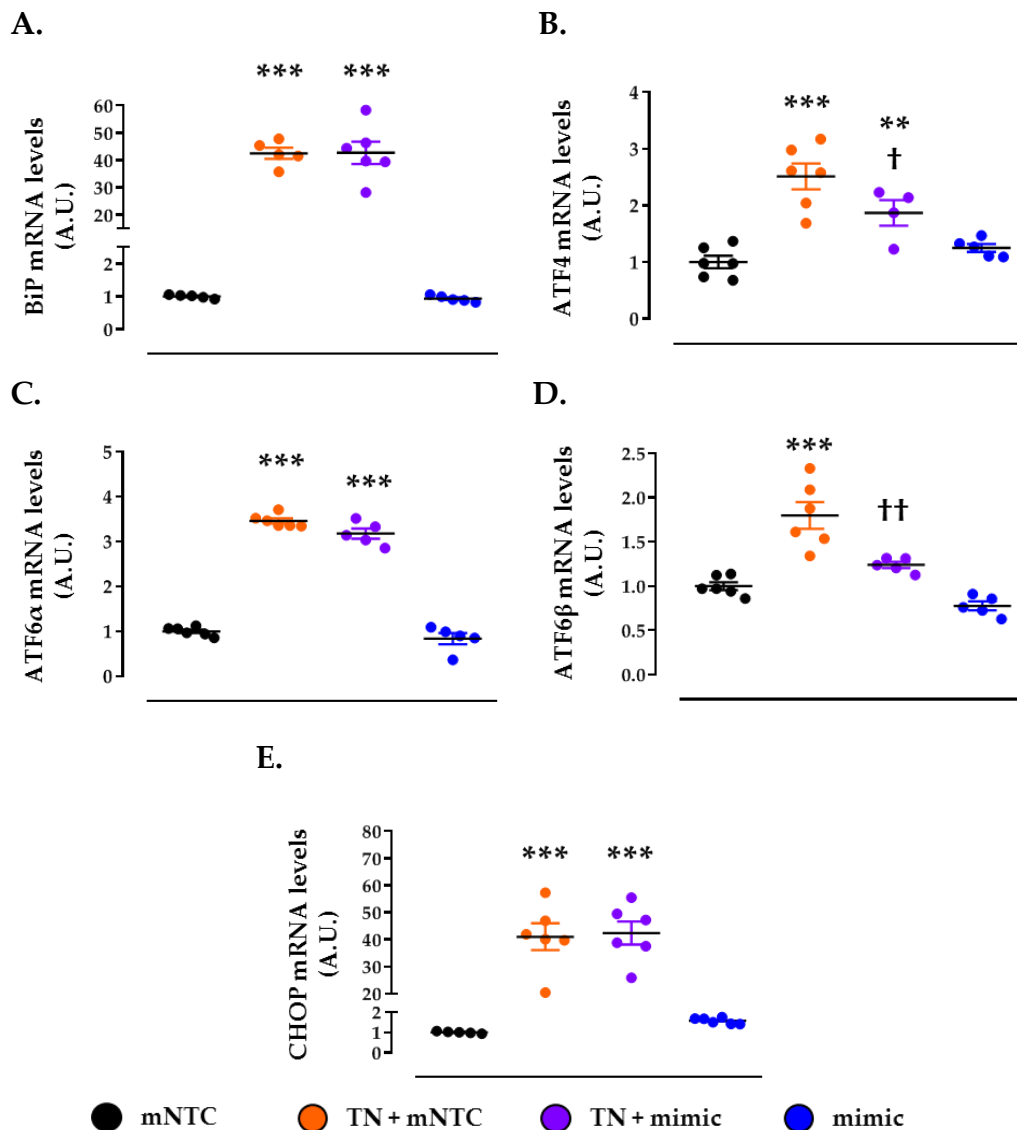 A.
BiP mRNA levels
(A.U.)
60
50
40
30
20
2
1
0
*** ***
B.
ATF4 mRNA levels
(A.U.)
4
3
2
1
0
***
**
†
C.
ATF6α mRNA levels
(A.U.)
5
4
3
2
1
0
***
***
D.
ATF6β mRNA levels
(A.U.)
2.5
2.0
1.5
1.0
0.5
0.0
***
††
E.
CHOP mRNA levels
(A.U.)
80
70
60
50
40
30
20
2
1
0
*** ***
mNTC TN + mNTC TN + mimic mimic